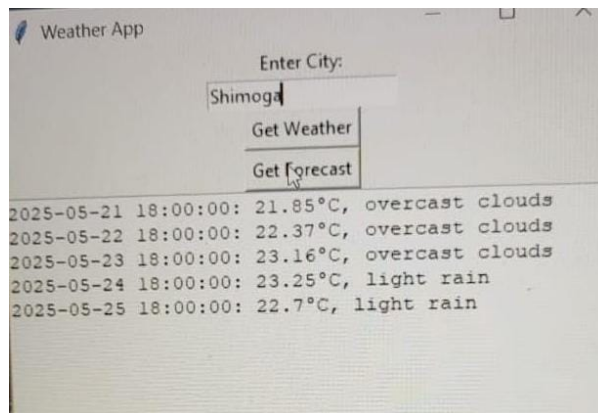 Weather App
Enter City:
Shimoga
Get Weather
Get Forecast
2025-05-21 18:00:00: 21.85°C, overcast clouds
2025-05-22 18:00:00: 22.37°C, overcast clouds
2025-05-23 18:00:00: 23.16°C, overcast clouds
2025-05-24 18:00:00: 23.25°C, light rain
2025-05-25 18:00:00: 22.7°C, light rain